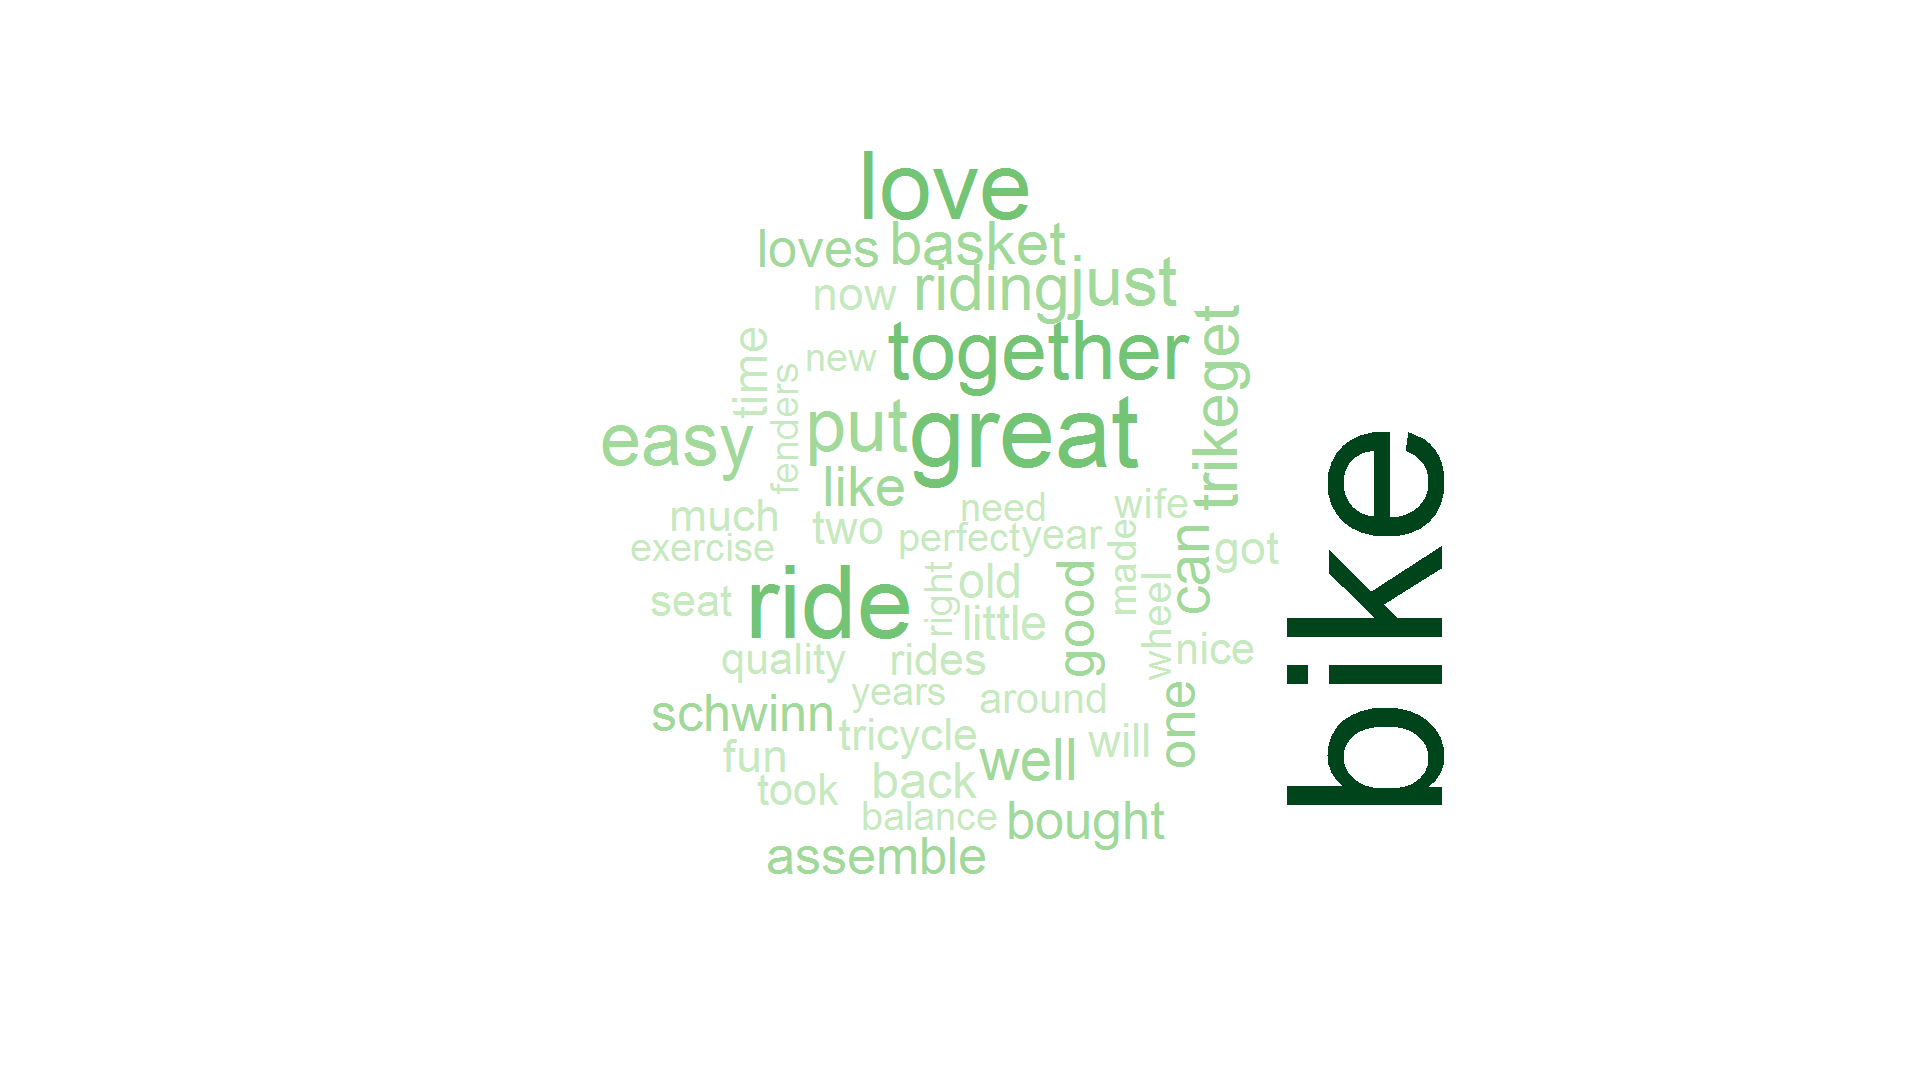 love
loves
basket
now
riding
just
time
fenders
new
together
get
easy
put
great
trike
like
much
two
need
wife
exercise
perfect
year
made
can
got
bike
seat
ride
right
old
little
good
wheel
nice
quality
rides
years
around
one
schwinn
tricycle
well
will
fun
took
back
balance
bought
assemble